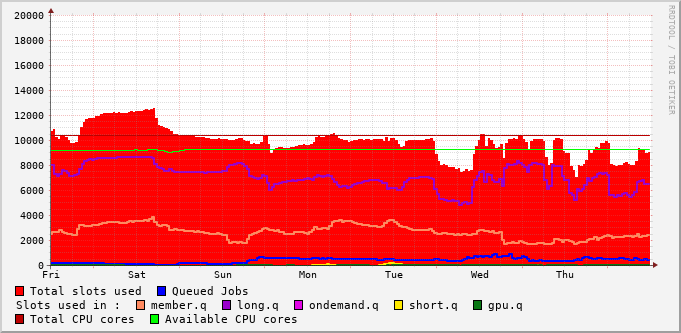 20000
18000
16000
14000
12000
10000
8000
6000
4000
2000
0
Fri Sat Sun Mon Tue Wed Thu
RRDTOOL / TOBI OETIKER
Total slots used Queued Jobs
Slots used in : member.q long.q ondemand.q short.q gpu.q
Total CPU cores Available CPU cores